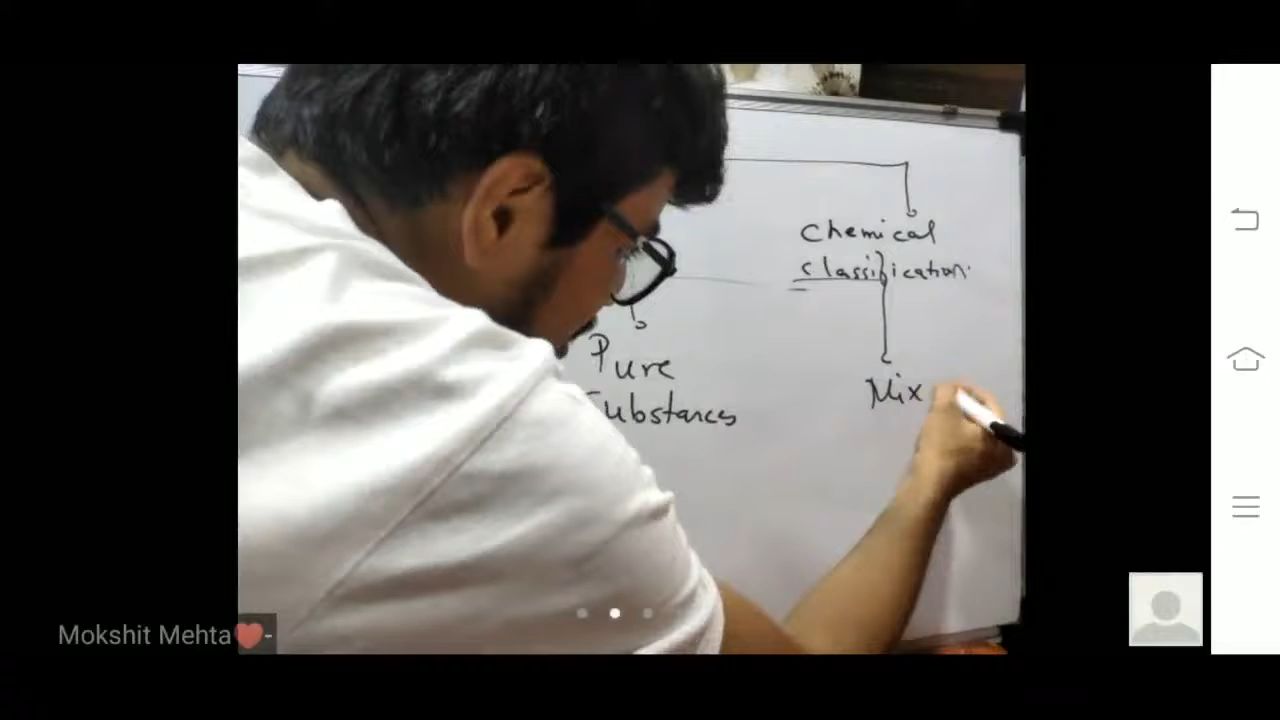 Chemical
classification
Pure
Substances
Mix
Mokshit Mehta❤️-